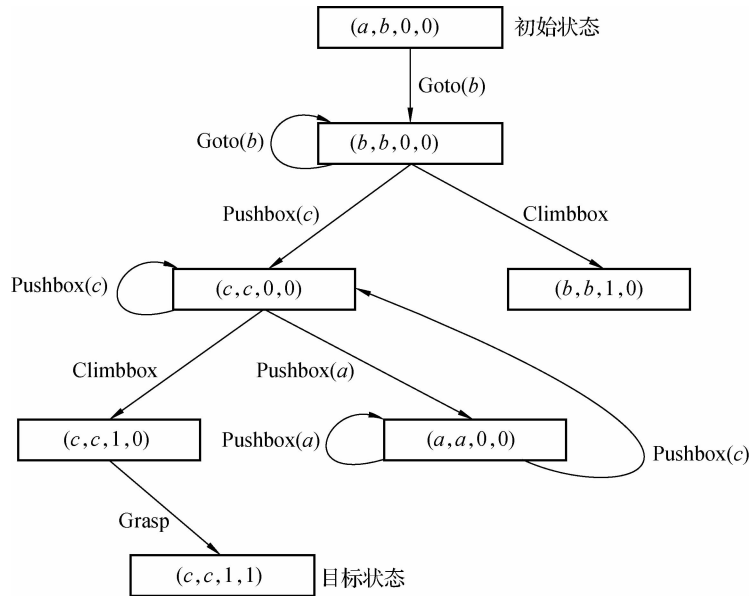 (a,b,0,0) 初始状态
Goto(b)
Goto(b) (b,b,0,0)
Pushbox(c) Climbbox
Pushbox(c) (c,c,0,0) (b,b,1,0)
Climbbox Pushbox(a)
(c,c,1,0) Pushbox(a) (a,a,0,0) Pushbox(c)
Grasp
(c,c,1,1) 目标状态